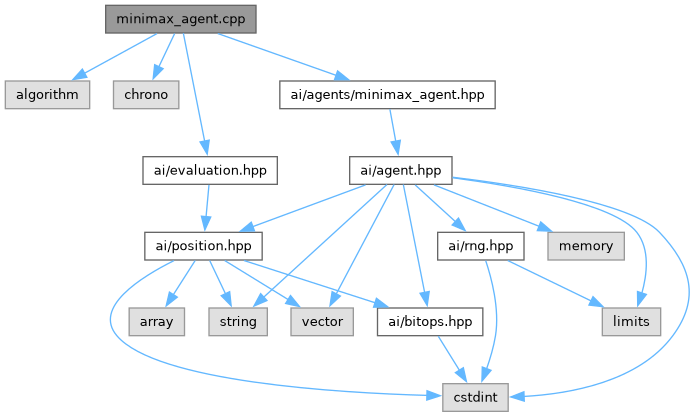 minimax_agent.cpp
algorithm
chrono
ai/agents/minimax_agent.hpp
ai/evaluation.hpp
ai/agent.hpp
ai/position.hpp
ai/rng.hpp
memory
array
string
vector
ai/bitops.hpp
limits
cstdint